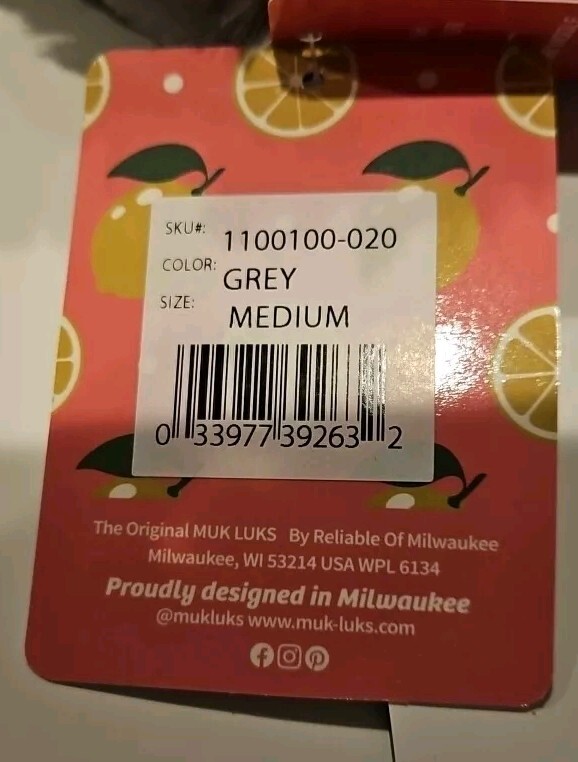 SKU#: 1100100-020
COLOR: GREY
SIZE: MEDIUM
0 33977 39263 2
The Original MUK LUKS By Reliable Of Milwaukee
Milwaukee, WI 53214 USA WPL 6134
Proudly designed in Milwaukee
@mukluks www.muk-luks.com